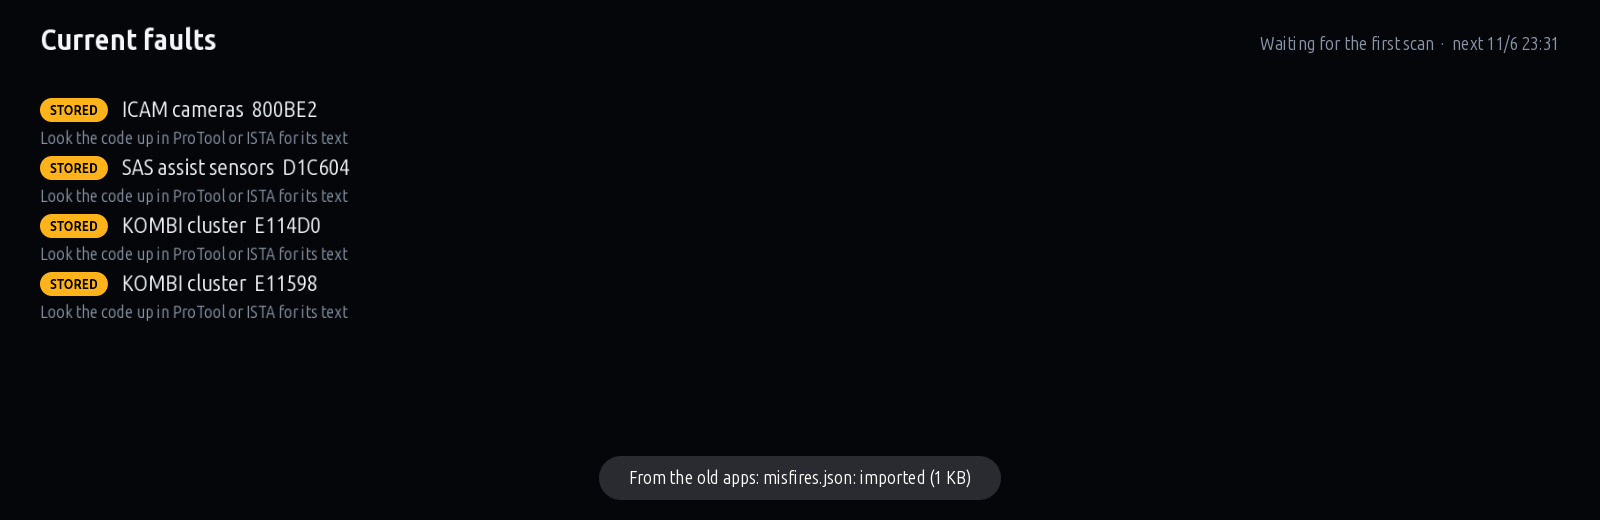 Current faults
Waiting for the first scan · next 11/6 23:31
STORED ICAM cameras 800BE2
Look the code up in ProTool or ISTA for its text
STORED SAS assist sensors D1C604
Look the code up in ProTool or ISTA for its text
STORED KOMBI cluster E114D0
Look the code up in ProTool or ISTA for its text
STORED KOMBI cluster E11598
Look the code up in ProTool or ISTA for its text
From the old apps: misfires.json: imported (1 KB)